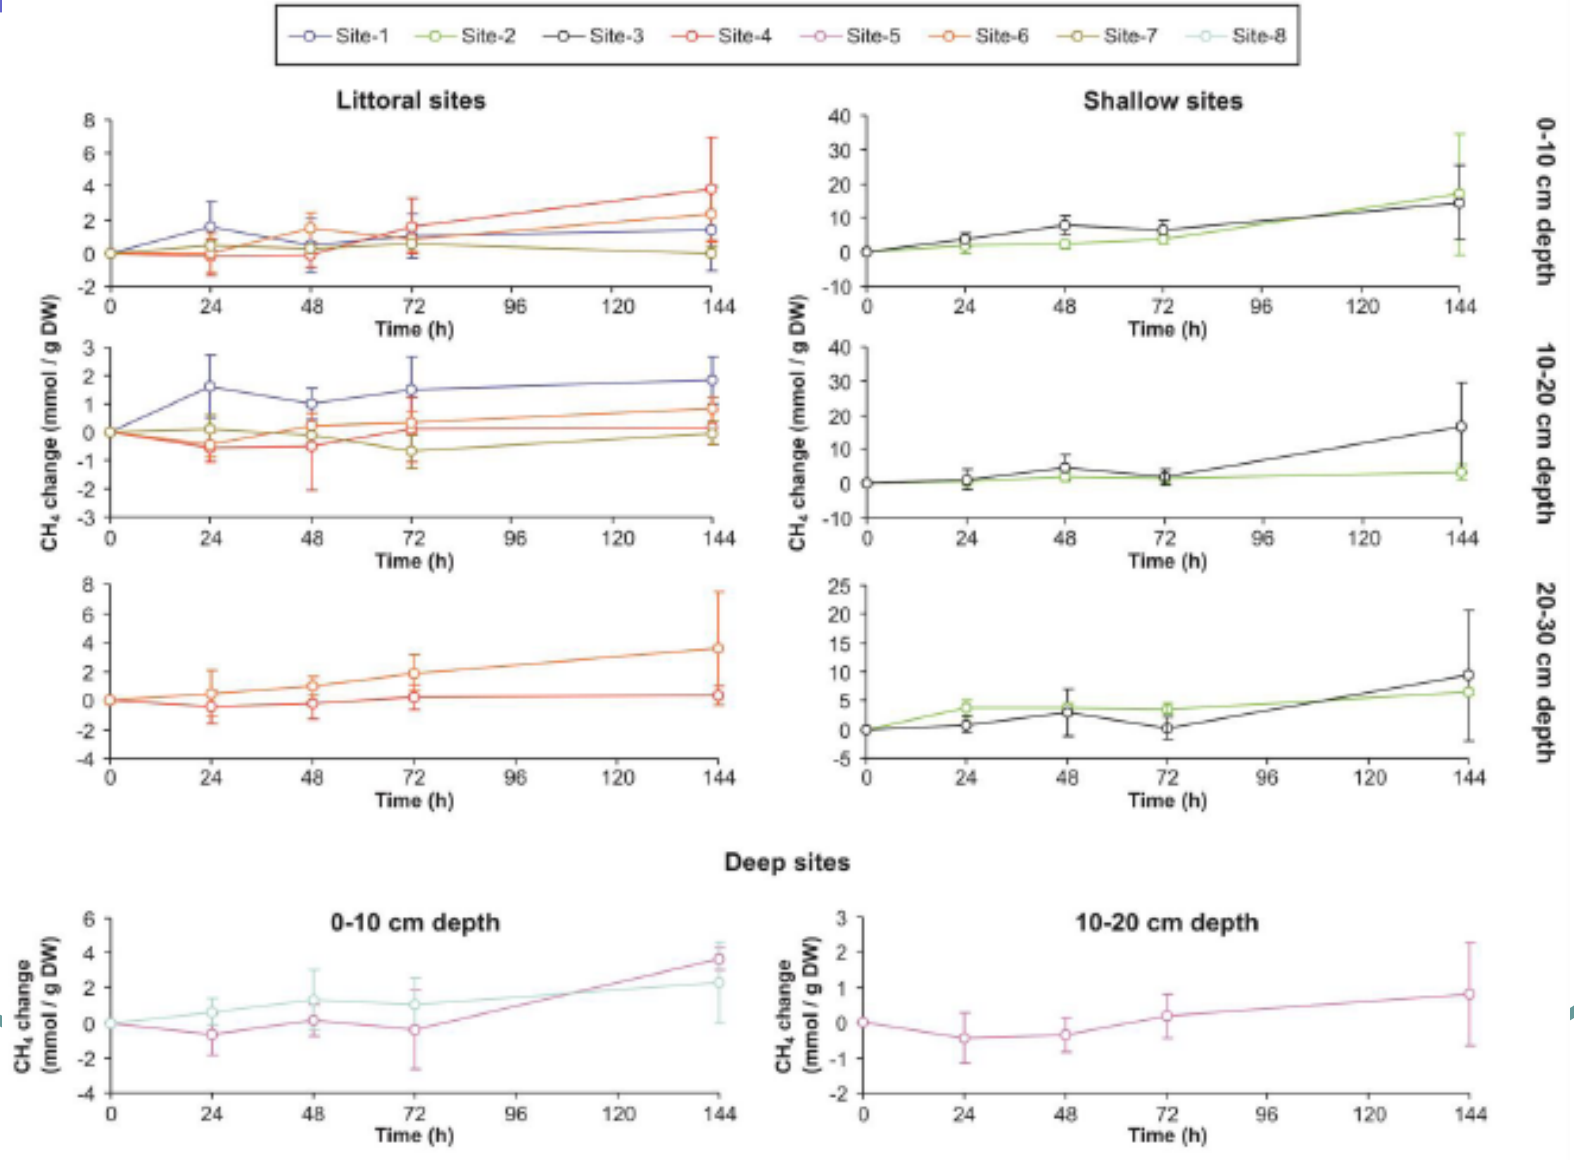 Site-1 Site-2 Site-3 Site-4 Site-5 Site-6 Site-7 Site-8
Littoral sites
Shallow sites
8
6
4
2
0
-2
0 24 48 72 96 120 144
Time (h)
40
30
20
10
0
-10
0 24 48 72 96 120 144
Time (h)
0-10 cm depth
CH₄ change (mmol / g DW)
3
2
1
0
-1
-2
-3
0 24 48 72 96 120 144
Time (h)
CH₄ change (mmol / g DW)
40
30
20
10
0
-10
0 24 48 72 96 120 144
Time (h)
10-20 cm depth
8
6
4
2
0
-2
-4
0 24 48 72 96 120 144
Time (h)
25
20
15
10
5
0
-5
0 24 48 72 96 120 144
Time (h)
20-30 cm depth
Deep sites
0-10 cm depth
CH₄ change
(mmol / g DW)
6
4
2
0
-2
-4
0 24 48 72 96 120 144
Time (h)
10-20 cm depth
CH₄ change
(mmol / g DW)
3
2
1
0
-1
-2
0 24 48 72 96 120 144
Time (h)